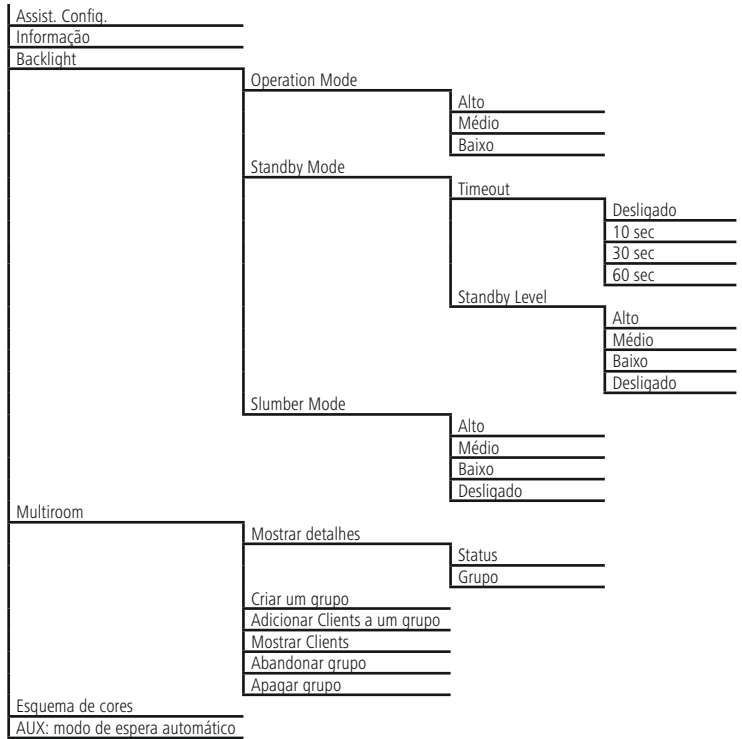 Assist. Config.
Informação
Backlight
Operation Mode
Alto
Médio
Baixo
Standby Mode
Timeout
Desligado
10 sec
30 sec
60 sec
Standby Level
Alto
Médio
Baixo
Desligado
Slumber Mode
Alto
Médio
Baixo
Desligado
Multiroom
Mostrar detalhes
Status
Grupo
Criar um grupo
Adicionar Clients a um grupo
Mostrar Clients
Abandonar grupo
Apagar grupo
Esquema de cores
AUX: modo de espera automático